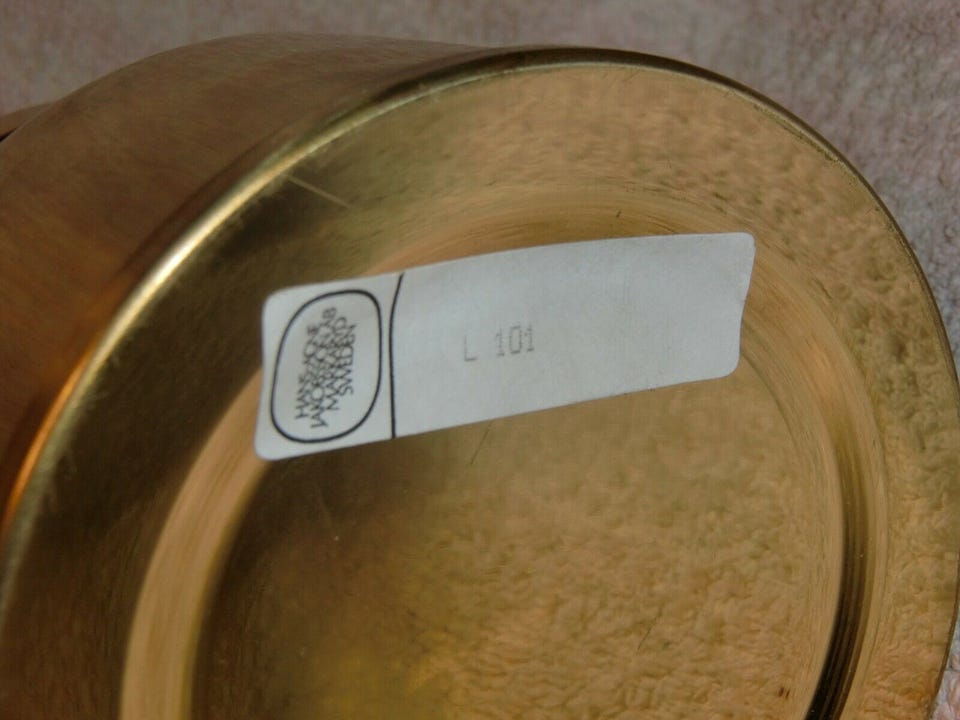 HANS-AGNE
JAKOBSSON AB
MARKARYD
SWEDEN
L 101